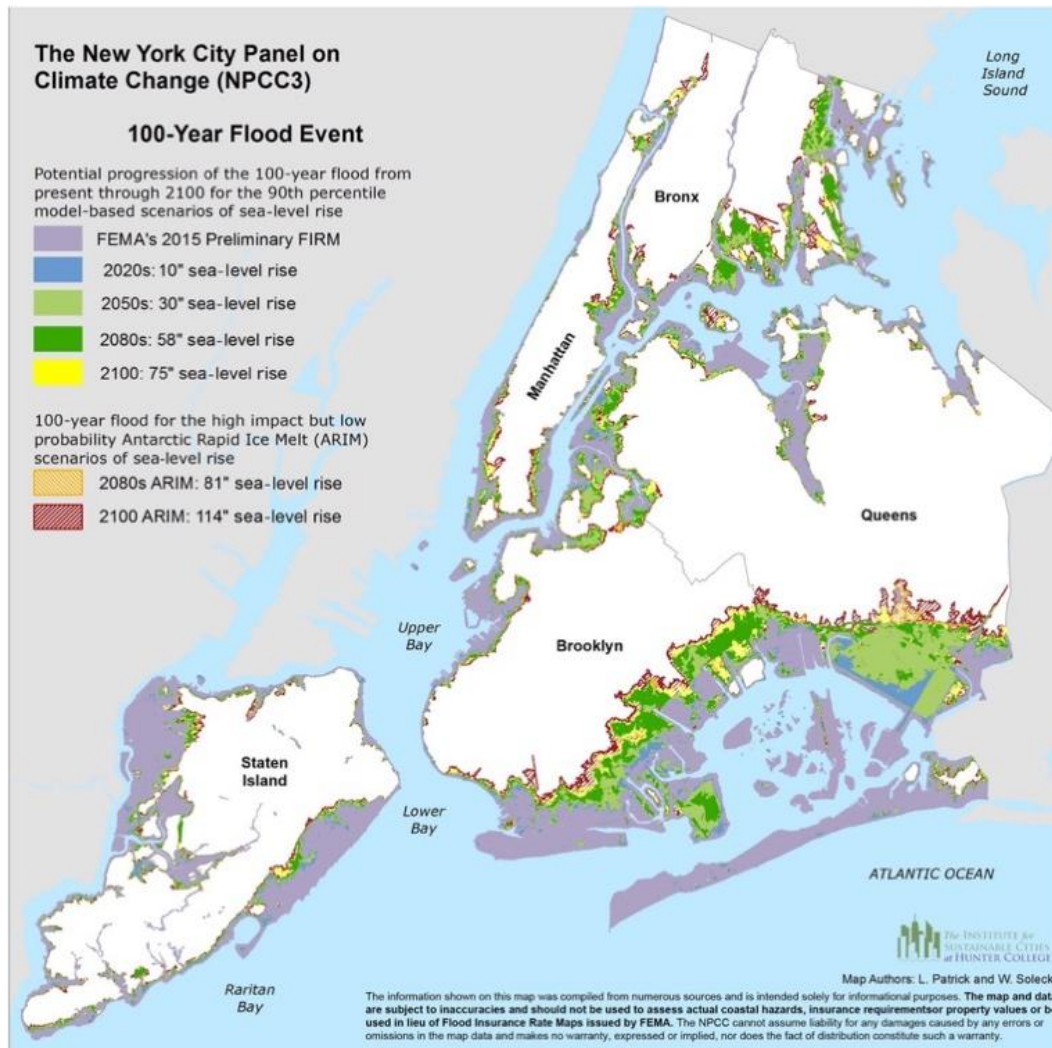 The New York City Panel on
Climate Change (NPCC3)
100-Year Flood Event
Potential progression of the 100-year flood from
present through 2100 for the 90th percentile
model-based scenarios of sea-level rise
FEMA's 2015 Preliminary FIRM
2020s: 10" sea-level rise
2050s: 30" sea-level rise
2080s: 58" sea-level rise
2100: 75" sea-level rise
100-year flood for the high impact but low
probability Antarctic Rapid Ice Melt (ARIM)
scenarios of sea-level rise
2080s ARIM: 81" sea-level rise
2100 ARIM: 114" sea-level rise
Long
Island
Sound
Bronx
Manhattan
Queens
Upper
Bay
Brooklyn
Staten
Island
Lower
Bay
ATLANTIC OCEAN
Raritan
Bay
The INSTITUTE for
SUSTAINABLE CITIES
at HUNTER COLLEGE
Map Authors: L. Patrick and W. Soleck
The information shown on this map was compiled from numerous sources and is intended solely for informational purposes. The map and data
are subject to inaccuracies and should not be used to assess actual coastal hazards, insurance requirementsor property values or be
used in lieu of Flood Insurance Rate Maps issued by FEMA. The NPCC cannot assume liability for any damages caused by any errors or
omissions in the map data and makes no warranty, expressed or implied, nor does the fact of distribution constitute such a warranty.